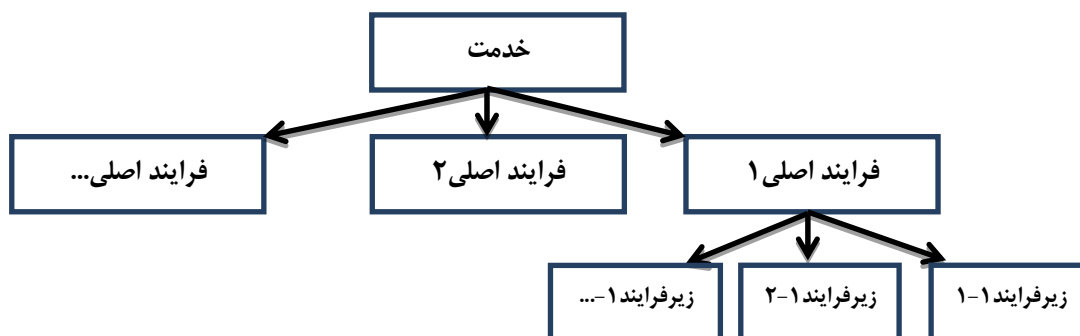 خدمت
فرایند اصلی۱
فرایند اصلی۲
فرایند اصلی...
زیرفرایند۱-۱
زیرفرایند۱-۲
زیرفرایند۱-...